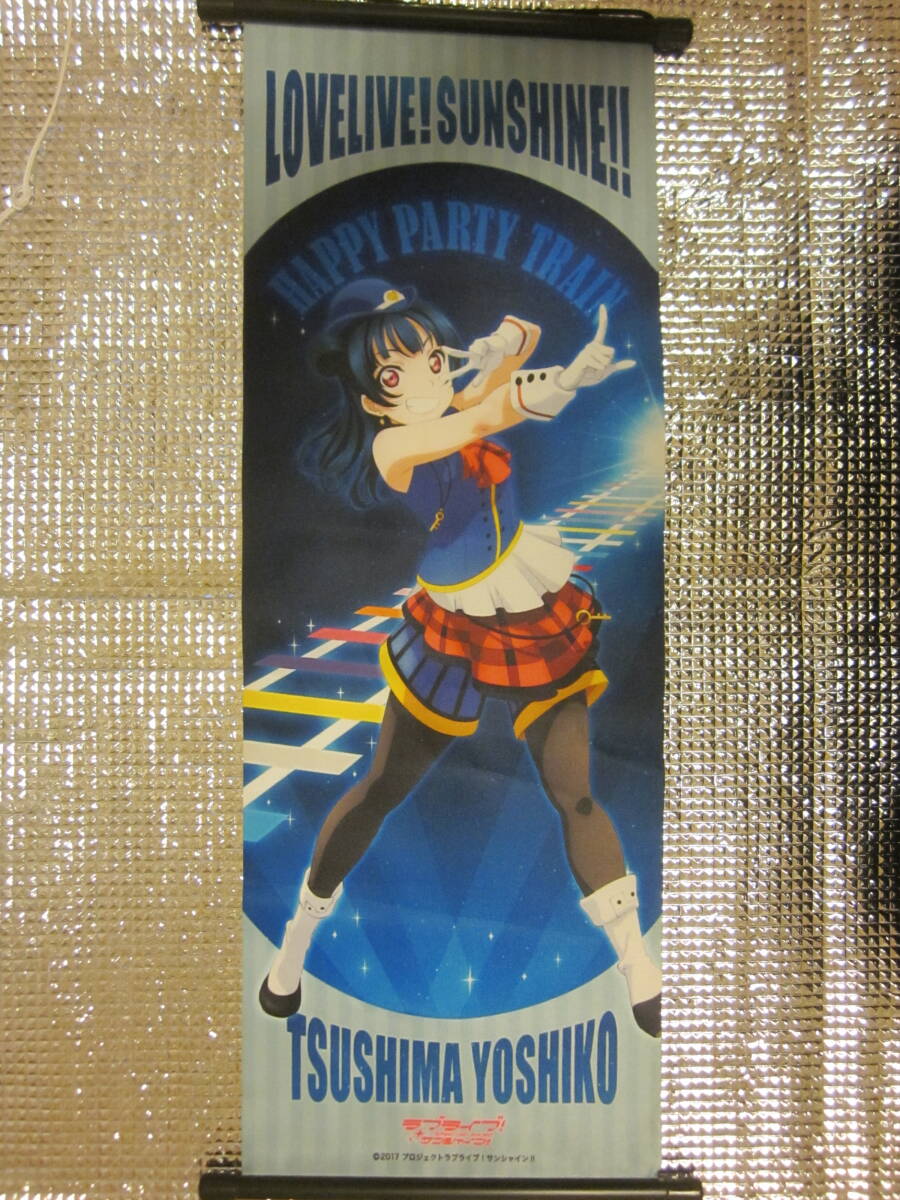 LOVELIVE!SUNSHINE!!
HAPPY PARTY TRAIN
TSUSHIMA YOSHIKO
ラブライブ!
サンシャイン!!
©2017 プロジェクトラブライブ！サンシャイン!!